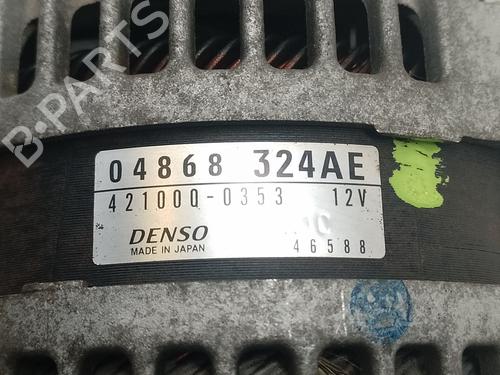 B-PARTS
04868 324AE
421000-0353 12V
DENSO
MADE IN JAPAN
46588